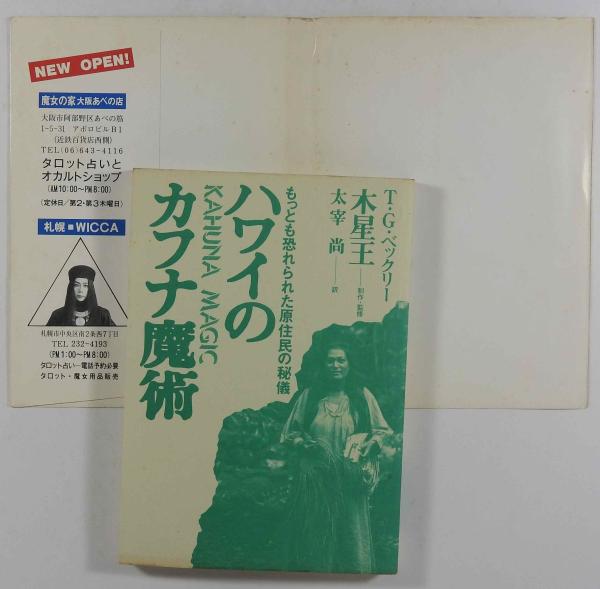 NEW OPEN!
魔女の家 大阪あべの店
大阪市阿部野区あべの筋
1-5-31 アポロビルB1
(近鉄百貨店西側)
TEL(06)643-4116
タロット占いと
オカルトショップ
(AM10:00〜PM8:00)
(定休日/第2・第3木曜日)
札幌■WICCA
札幌市中央区南2条西7丁目
TEL 232-4193
(PM1:00〜PM8:00)
タロット占い―電話予約必要
タロット・魔女用品販売
T・G・ベックリー
木星王――制作・監修
太宰 尚――訳
もっとも恐れられた原住民の秘儀
ハワイの
KAHUNA MAGIC
カフナ魔術